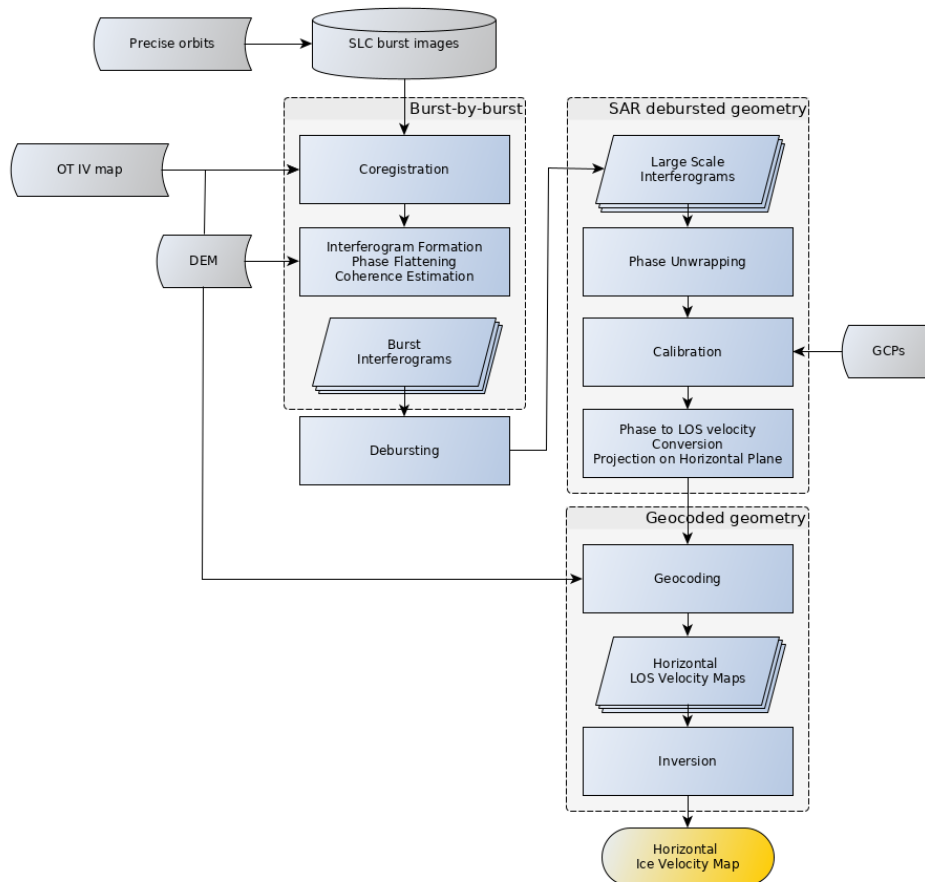 Precise orbits
SLC burst images
Burst-by-burst
OT IV map
Coregistration
DEM
Interferogram Formation
Phase Flattening
Coherence Estimation
Burst
Interferograms
Debursting
SAR debursted geometry
Large Scale
Interferograms
Phase Unwrapping
Calibration
GCPs
Phase to LOS velocity
Conversion
Projection on Horizontal Plane
Geocoded geometry
Geocoding
Horizontal
LOS Velocity Maps
Inversion
Horizontal
Ice Velocity Map